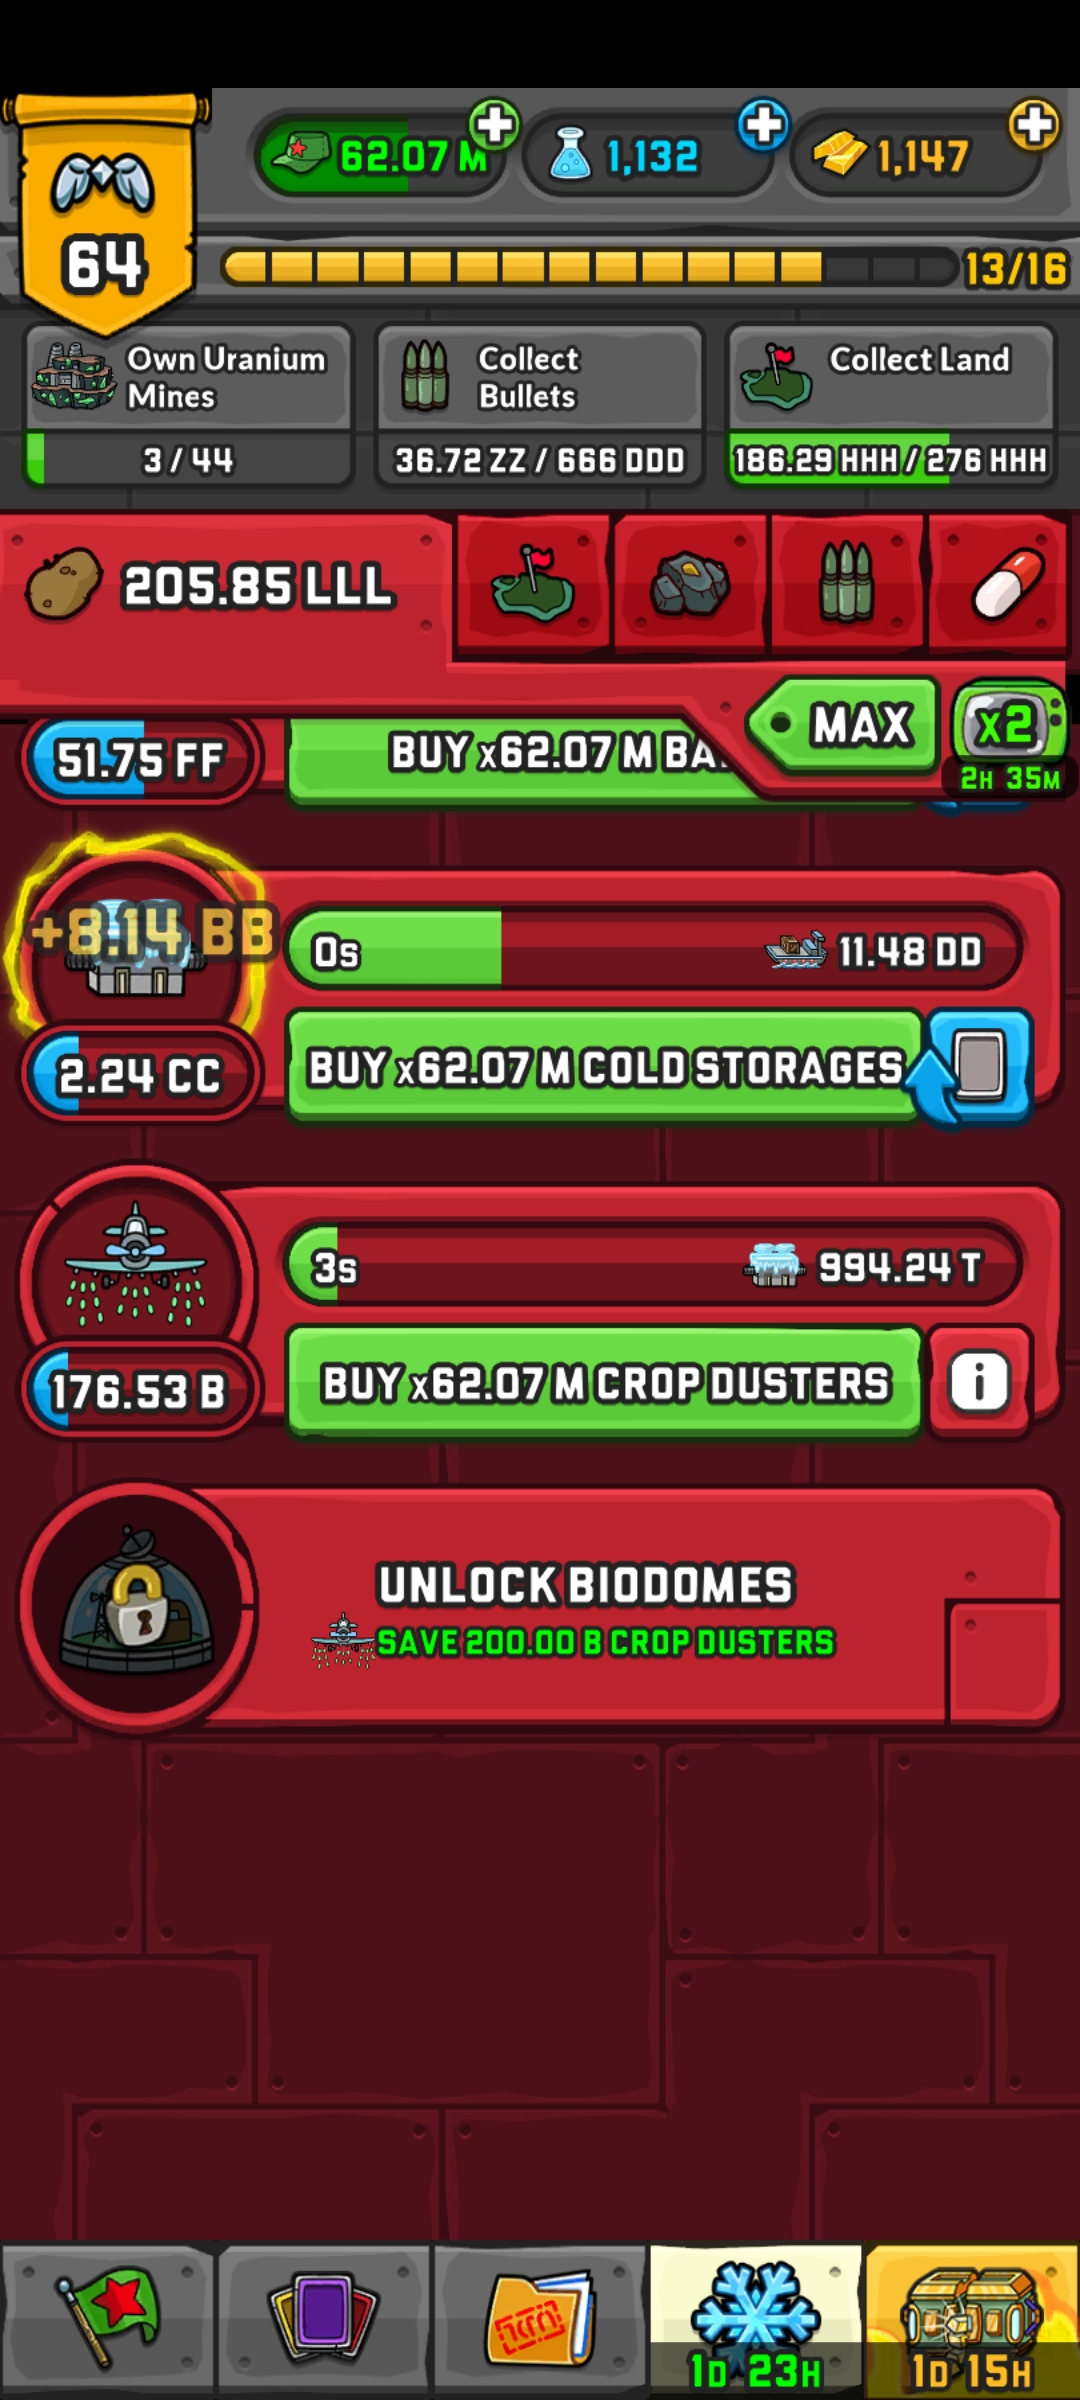 62.07 M
1,132
1,147
64
13/16
Own Uranium
Mines
Collect
Bullets
Collect Land
3 / 44
36.72 ZZ / 666 DDD
186.29 HHH / 276 HHH
205.85 LLL
MAX
x2
2H 35M
51.75 FF
BUY x62.07 M BA
+8.14 BB
0s
11.48 DD
2.24 CC
BUY x62.07 M COLD STORAGES
3s
994.24 T
176.53 B
BUY x62.07 M CROP DUSTERS
i
UNLOCK BIODOMES
SAVE 200.00 B CROP DUSTERS
1D 23H
1D 15H